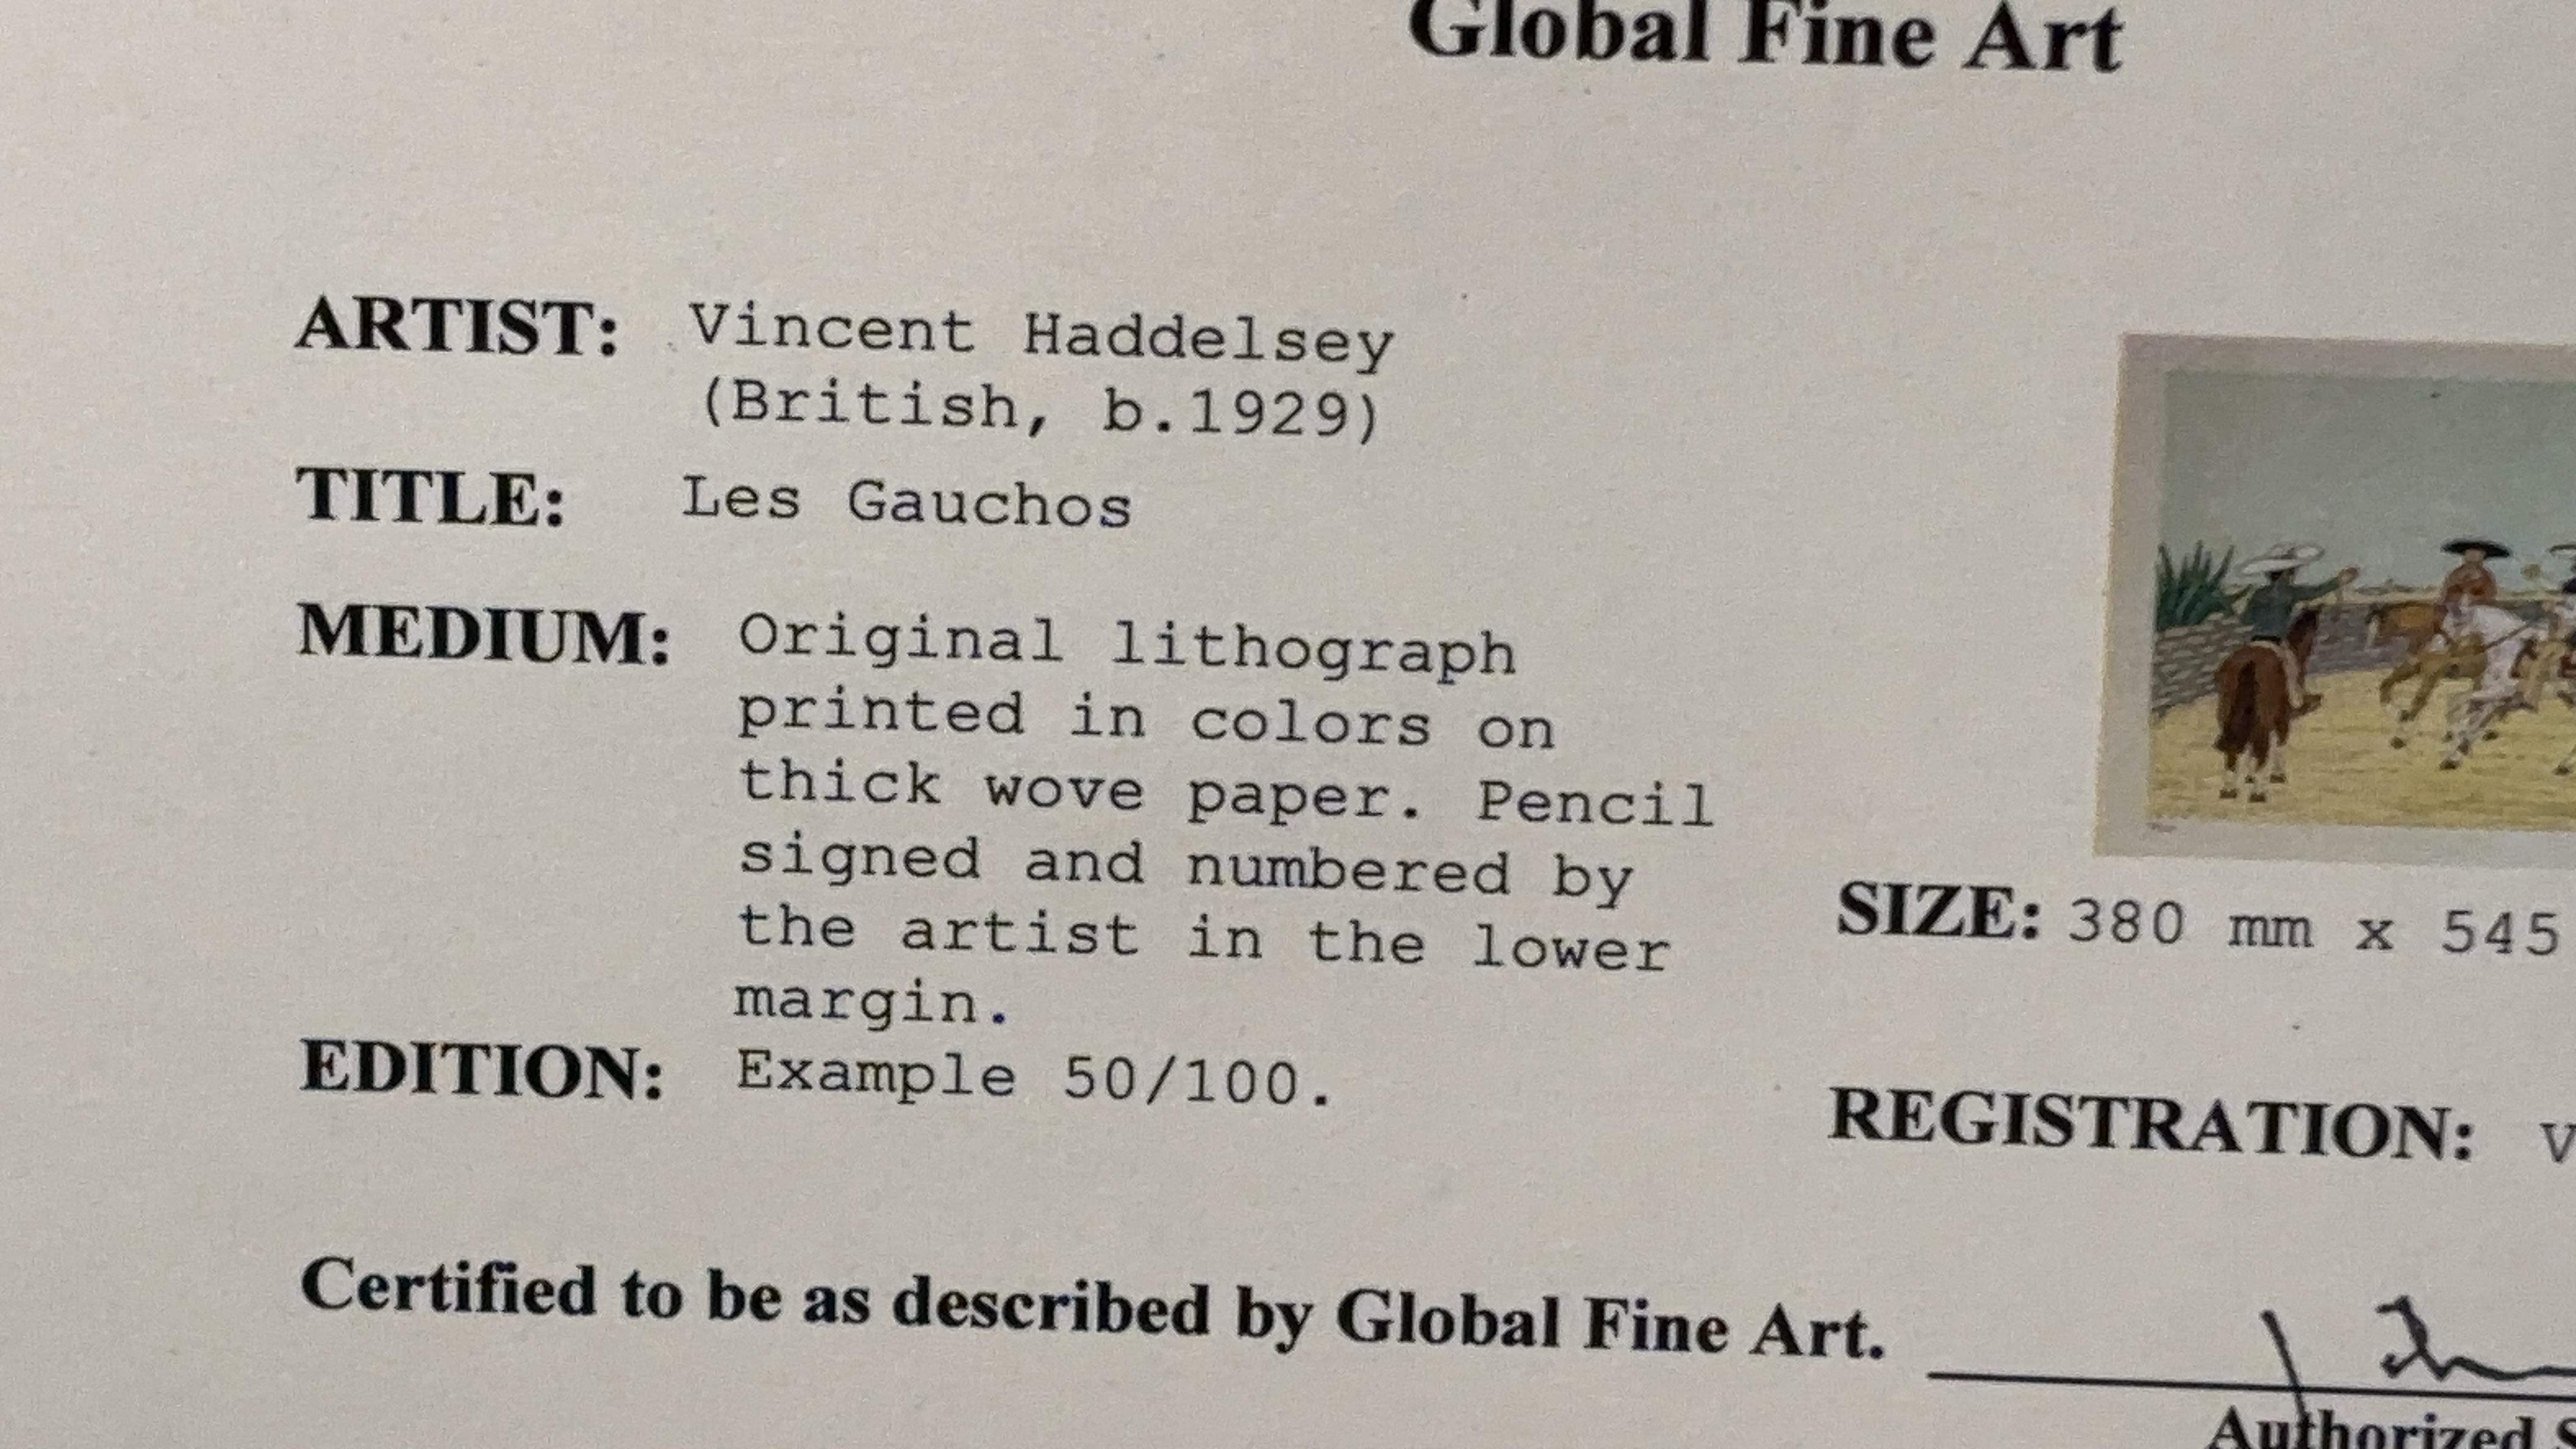 Global Fine Art
ARTIST: Vincent Haddelsey
(British, b.1929)
TITLE: Les Gauchos
MEDIUM: Original lithograph
printed in colors on
thick wove paper. Pencil
signed and numbered by
the artist in the lower
margin.
SIZE: 380 mm x 545
EDITION: Example 50/100.
REGISTRATION: V
Certified to be as described by Global Fine Art.
Authorized